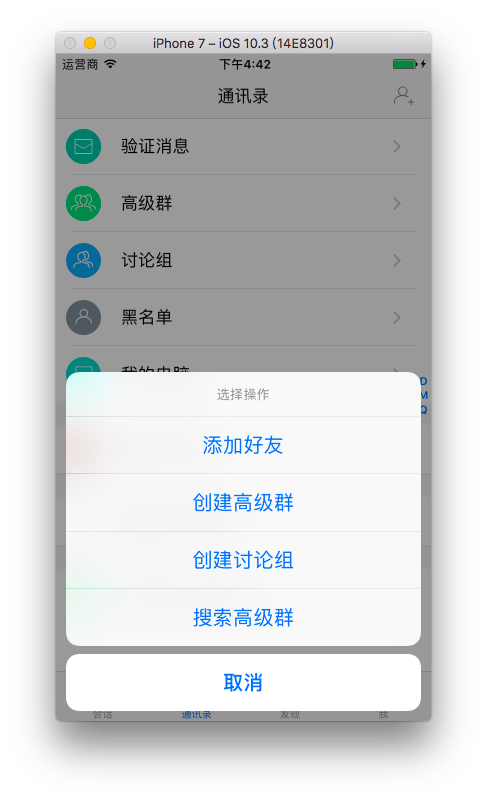 iPhone 7 – iOS 10.3 (14E8301)
运营商 下午4:42
通讯录
验证消息
高级群
讨论组
黑名单
我的电脑
D
M
Q
选择操作
添加好友
创建高级群
创建讨论组
搜索高级群
取消
会话 通讯录 发现 我